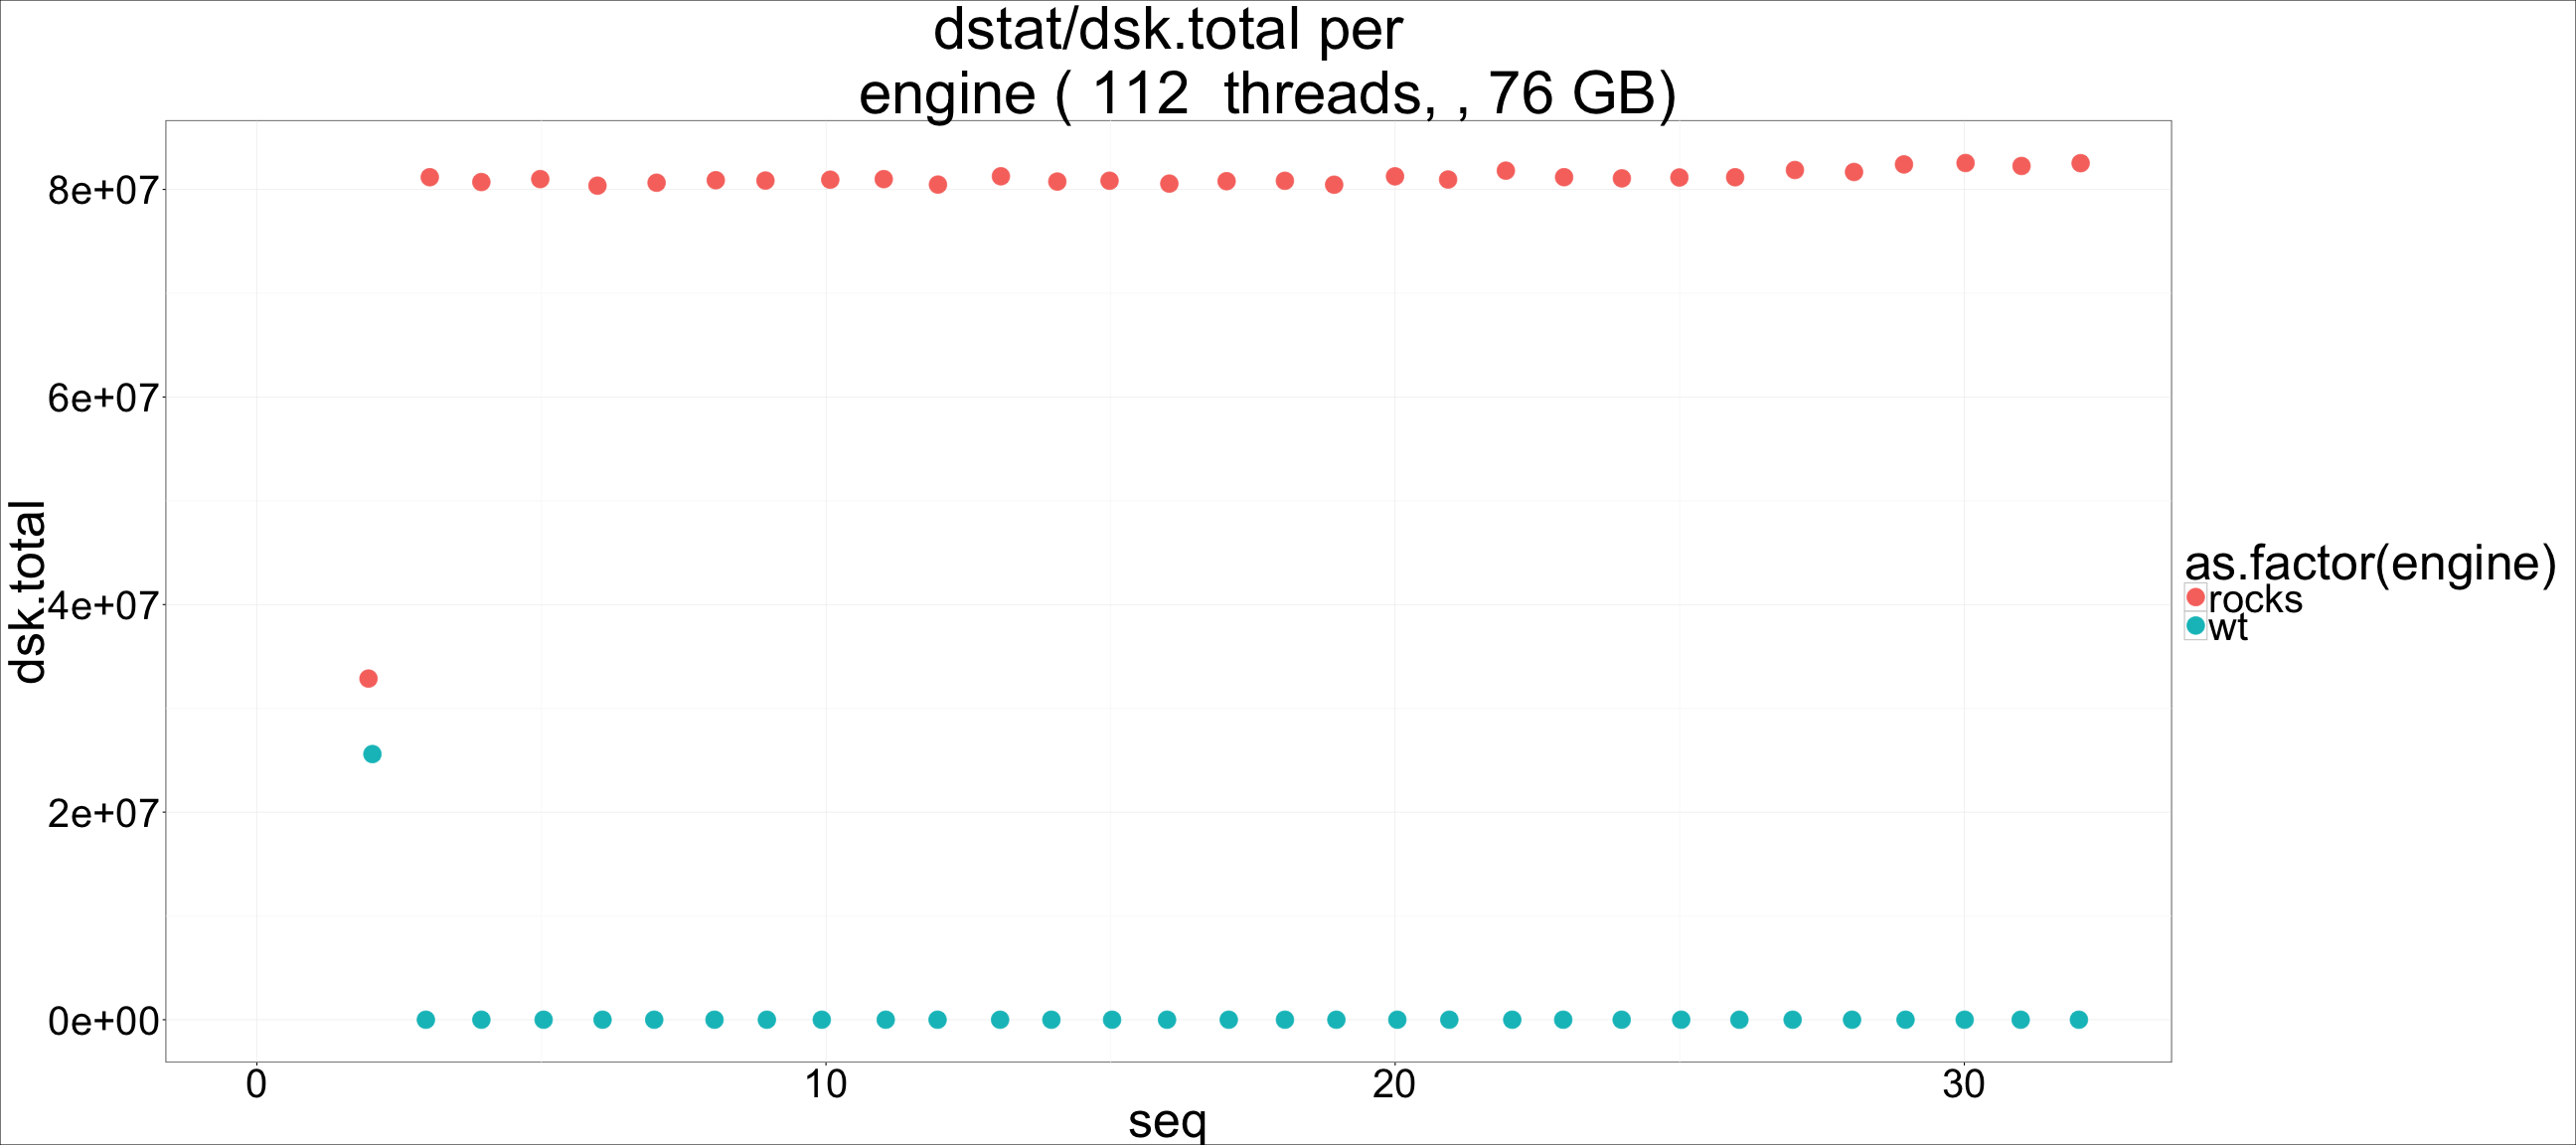 dstat/dsk.total per
engine ( 112  threads, , 76 GB)
dsk.total
8e+07
6e+07
4e+07
2e+07
0e+00
0
10
20
30
seq
as.factor(engine)
rocks
wt